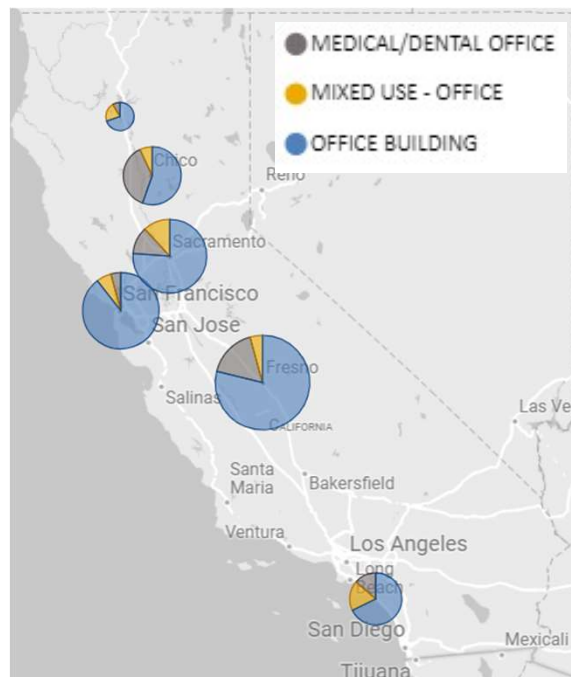 MEDICAL/DENTAL OFFICE
MIXED USE - OFFICE
OFFICE BUILDING
Chico
Reno
Sacramento
San Francisco
San Jose
Fresno
Salinas
Las Ve
CALIFORNIA
Santa
Maria
Bakersfield
Ventura
Los Angeles
Long
Beach
San Diego
Mexicali
Tijuana